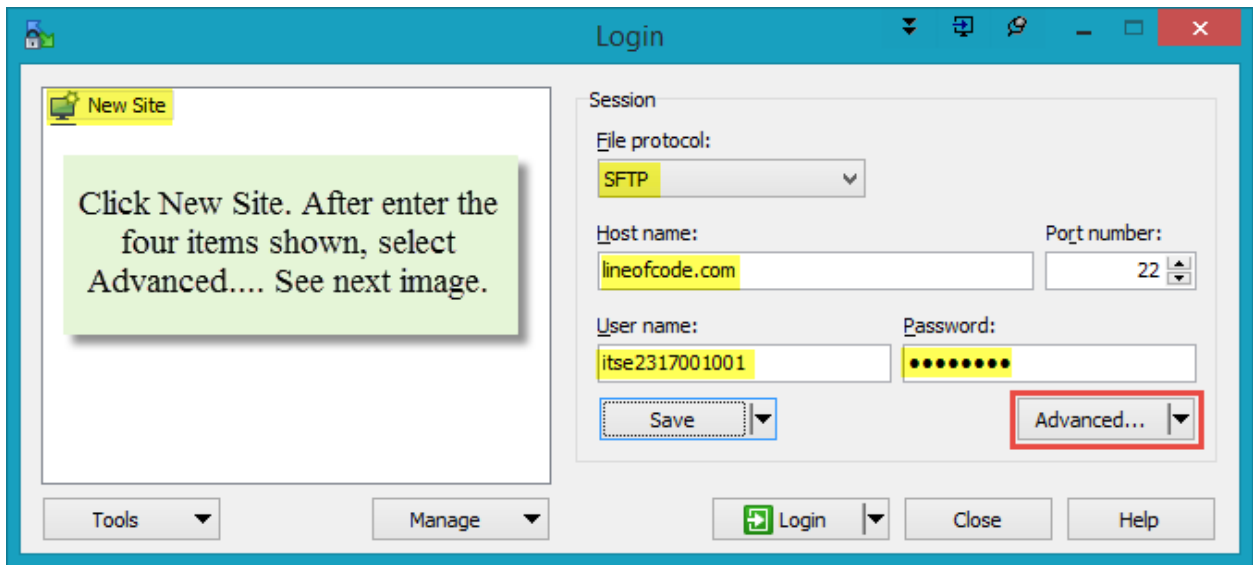 Login
New Site
Click New Site. After enter the
four items shown, select
Advanced.... See next image.
Session
File protocol:
SFTP
Host name:
Port number:
lineofcode.com
22
User name:
Password:
itse2317001001
••••••••
Save
Advanced...
Tools
Manage
Login
Close
Help